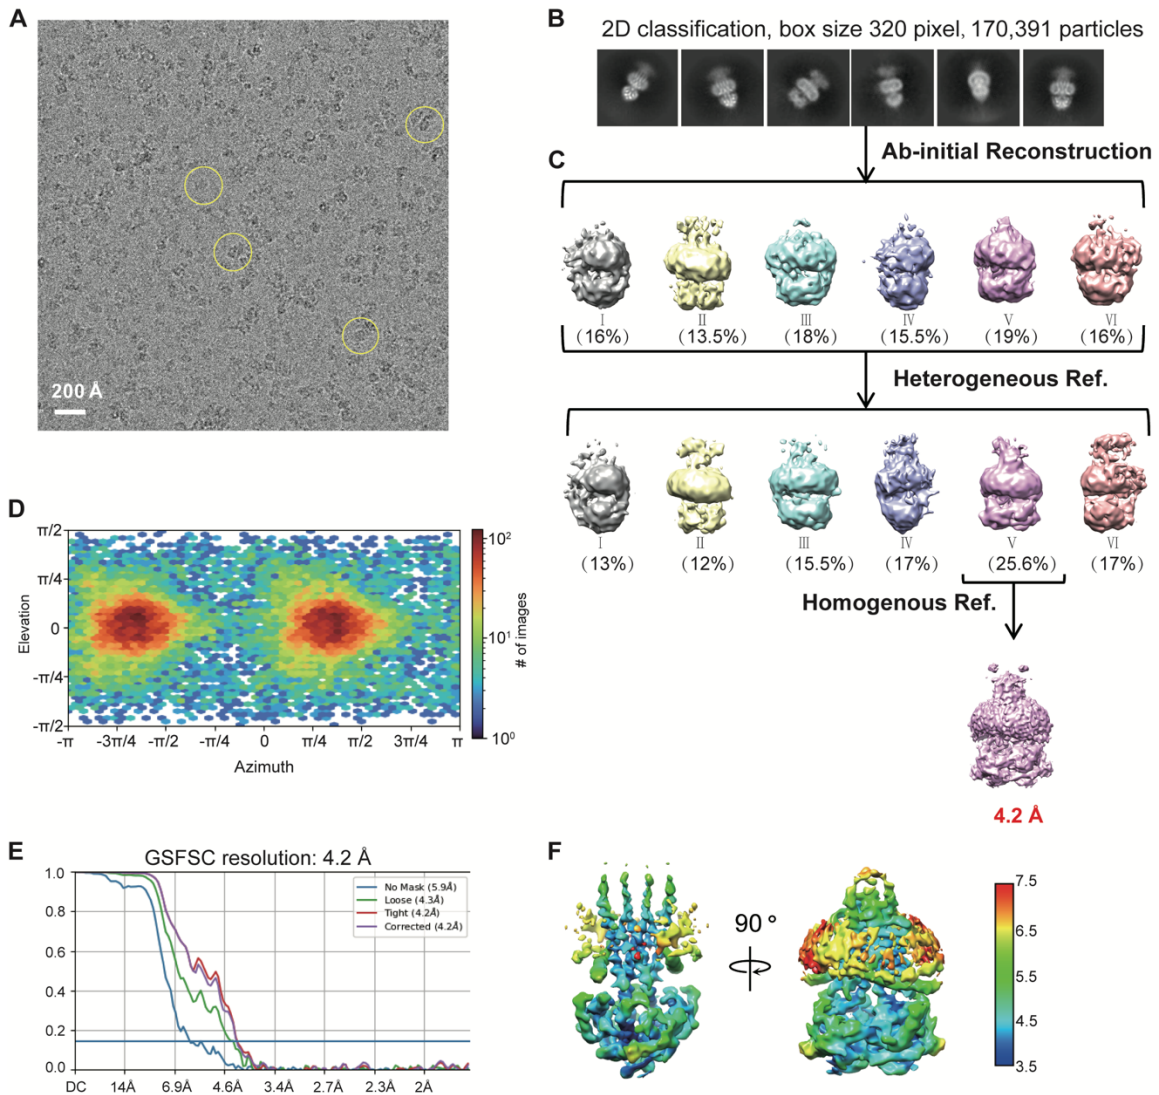 A
200 Å
B
2D classification, box size 320 pixel, 170,391 particles
Ab-initial Reconstruction
C
I II III IV V VI
(16%) (13.5%) (18%) (15.5%) (19%) (16%)
Heterogeneous Ref.
I II III IV V VI
(13%) (12%) (15.5%) (17%) (25.6%) (17%)
Homogenous Ref.
4.2 Å
D
π/2
π/4
0
-π/4
-π/2
Elevation
-π -3π/4 -π/2 -π/4 0 π/4 π/2 3π/4 π
Azimuth
10²
10¹
10⁰
# of images
E
GSFSC resolution: 4.2 Å
1.0
0.8
0.6
0.4
0.2
0.0
No Mask (5.9Å)
Loose (4.3Å)
Tight (4.2Å)
Corrected (4.2Å)
DC 14Å 6.9Å 4.6Å 3.4Å 2.7Å 2.3Å 2Å
F
90 °
7.5
6.5
5.5
4.5
3.5